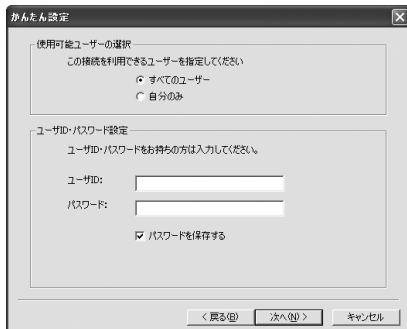 かんたん設定
使用可能ユーザーの選択
この接続を利用できるユーザーを指定してください
すべてのユーザー
自分のみ
ユーザID・パスワード設定
ユーザID・パスワードをお持ちの方は入力してください。
ユーザID:
パスワード:
パスワードを保存する
< 戻る(B) 次へ(N) > キャンセル